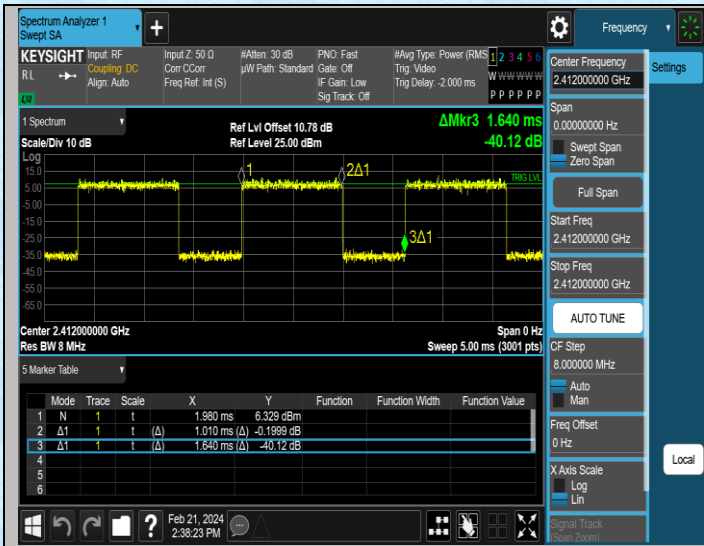 Spectrum Analyzer 1
Swept SA
Frequency
KEYSIGHT
RL
LXI
Input: RF
Coupling: DC
Align: Auto
Input Z: 50 Ω
Corr CCorr
Freq Ref: Int (S)
#Atten: 30 dB
µW Path: Standard
PNO: Fast
Gate: Off
IF Gain: Low
Sig Track: Off
#Avg Type: Power (RMS
Trig: Video
Trig Delay: -2.000 ms
1 2 3 4 5 6
W W W W W W
P P P P P P
1 Spectrum
Scale/Div 10 dB
Ref Lvl Offset 10.78 dB
Ref Level 25.00 dBm
ΔMkr3 1.640 ms
-40.12 dB
Log
15.0
5.00
-5.00
-15.0
-25.0
-35.0
-45.0
-55.0
-65.0
1
2Δ1
TRIG LVL
3Δ1
Center 2.412000000 GHz
Res BW 8 MHz
Span 0 Hz
Sweep 5.00 ms (3001 pts)
5 Marker Table
Mode Trace Scale X Y Function Function Width Function Value
1 N 1 t 1.980 ms 6.329 dBm
2 Δ1 1 t (Δ) 1.010 ms (Δ) -0.1999 dB
3 Δ1 1 t (Δ) 1.640 ms (Δ) -40.12 dB
4
5
6
Feb 21, 2024
2:38:23 PM
Center Frequency
2.412000000 GHz
Span
0.00000000 Hz
Swept Span
Zero Span
Full Span
Start Freq
2.412000000 GHz
Stop Freq
2.412000000 GHz
AUTO TUNE
CF Step
8.000000 MHz
Auto
Man
Freq Offset
0 Hz
X Axis Scale
Log
Lin
Signal Track
(Span Zoom)
Settings
Local